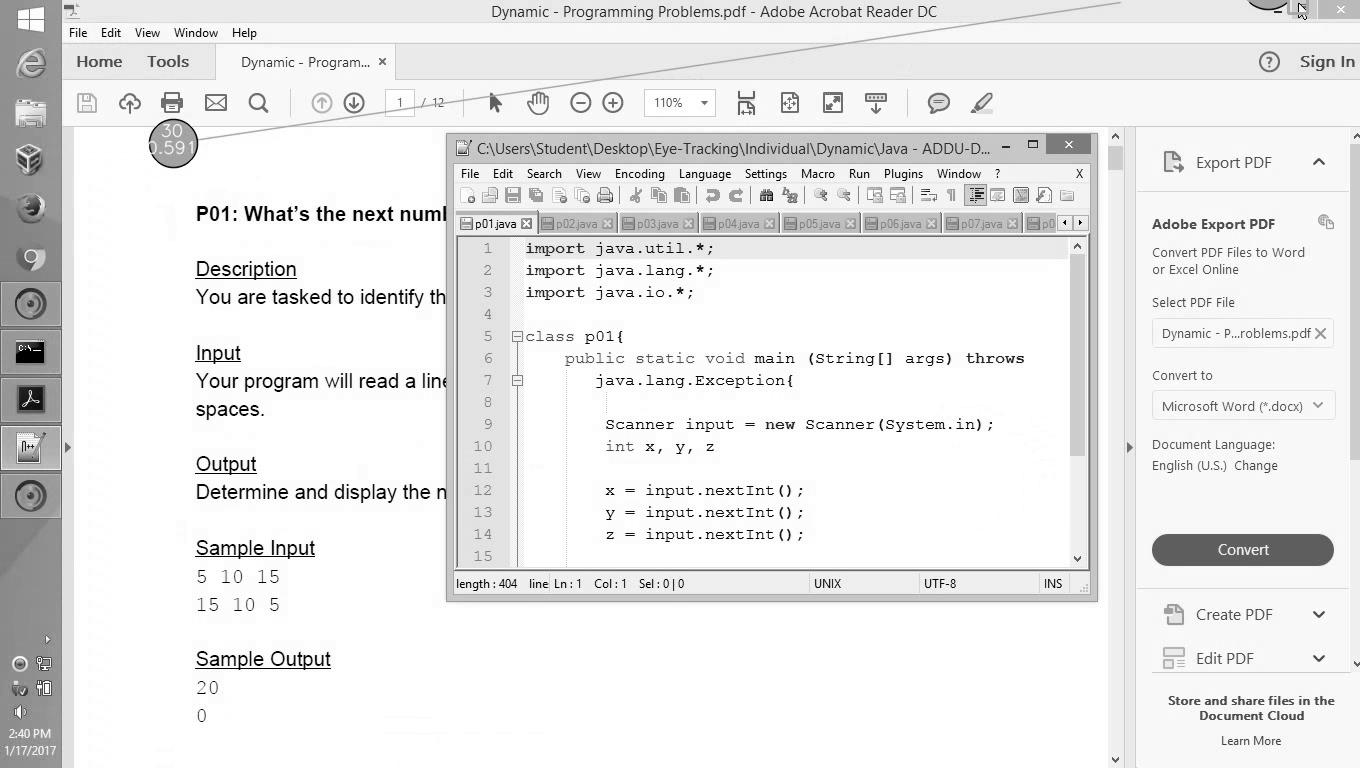 Dynamic - Programming Problems.pdf - Adobe Acrobat Reader DC
File Edit View Window Help
Home Tools Dynamic - Program... × Sign In
1 / 12 110%
30
0.591
P01: What's the next numb
Description
You are tasked to identify th
Input
Your program will read a line
spaces.
Output
Determine and display the n
Sample Input
5 10 15
15 10 5
Sample Output
20
0
C:\Users\Student\Desktop\Eye-Tracking\Individual\Dynamic\Java - ADDU-D...
File Edit Search View Encoding Language Settings Macro Run Plugins Window ? X
p01.java p02.java p03.java p04.java p05.java p06.java p07.java p0
1 import java.util.*;
2 import java.lang.*;
3 import java.io.*;
4
5 class p01{
6 public static void main (String[] args) throws
7 java.lang.Exception{
8
9 Scanner input = new Scanner(System.in);
10 int x, y, z
11
12 x = input.nextInt();
13 y = input.nextInt();
14 z = input.nextInt();
15
length : 404 line Ln : 1 Col : 1 Sel : 0 | 0 UNIX UTF-8 INS
Export PDF
Adobe Export PDF
Convert PDF Files to Word
or Excel Online
Select PDF File
Dynamic - P...roblems.pdf ×
Convert to
Microsoft Word (*.docx)
Document Language:
English (U.S.) Change
Convert
Create PDF
Edit PDF
Store and share files in the
Document Cloud
Learn More
2:40 PM
1/17/2017